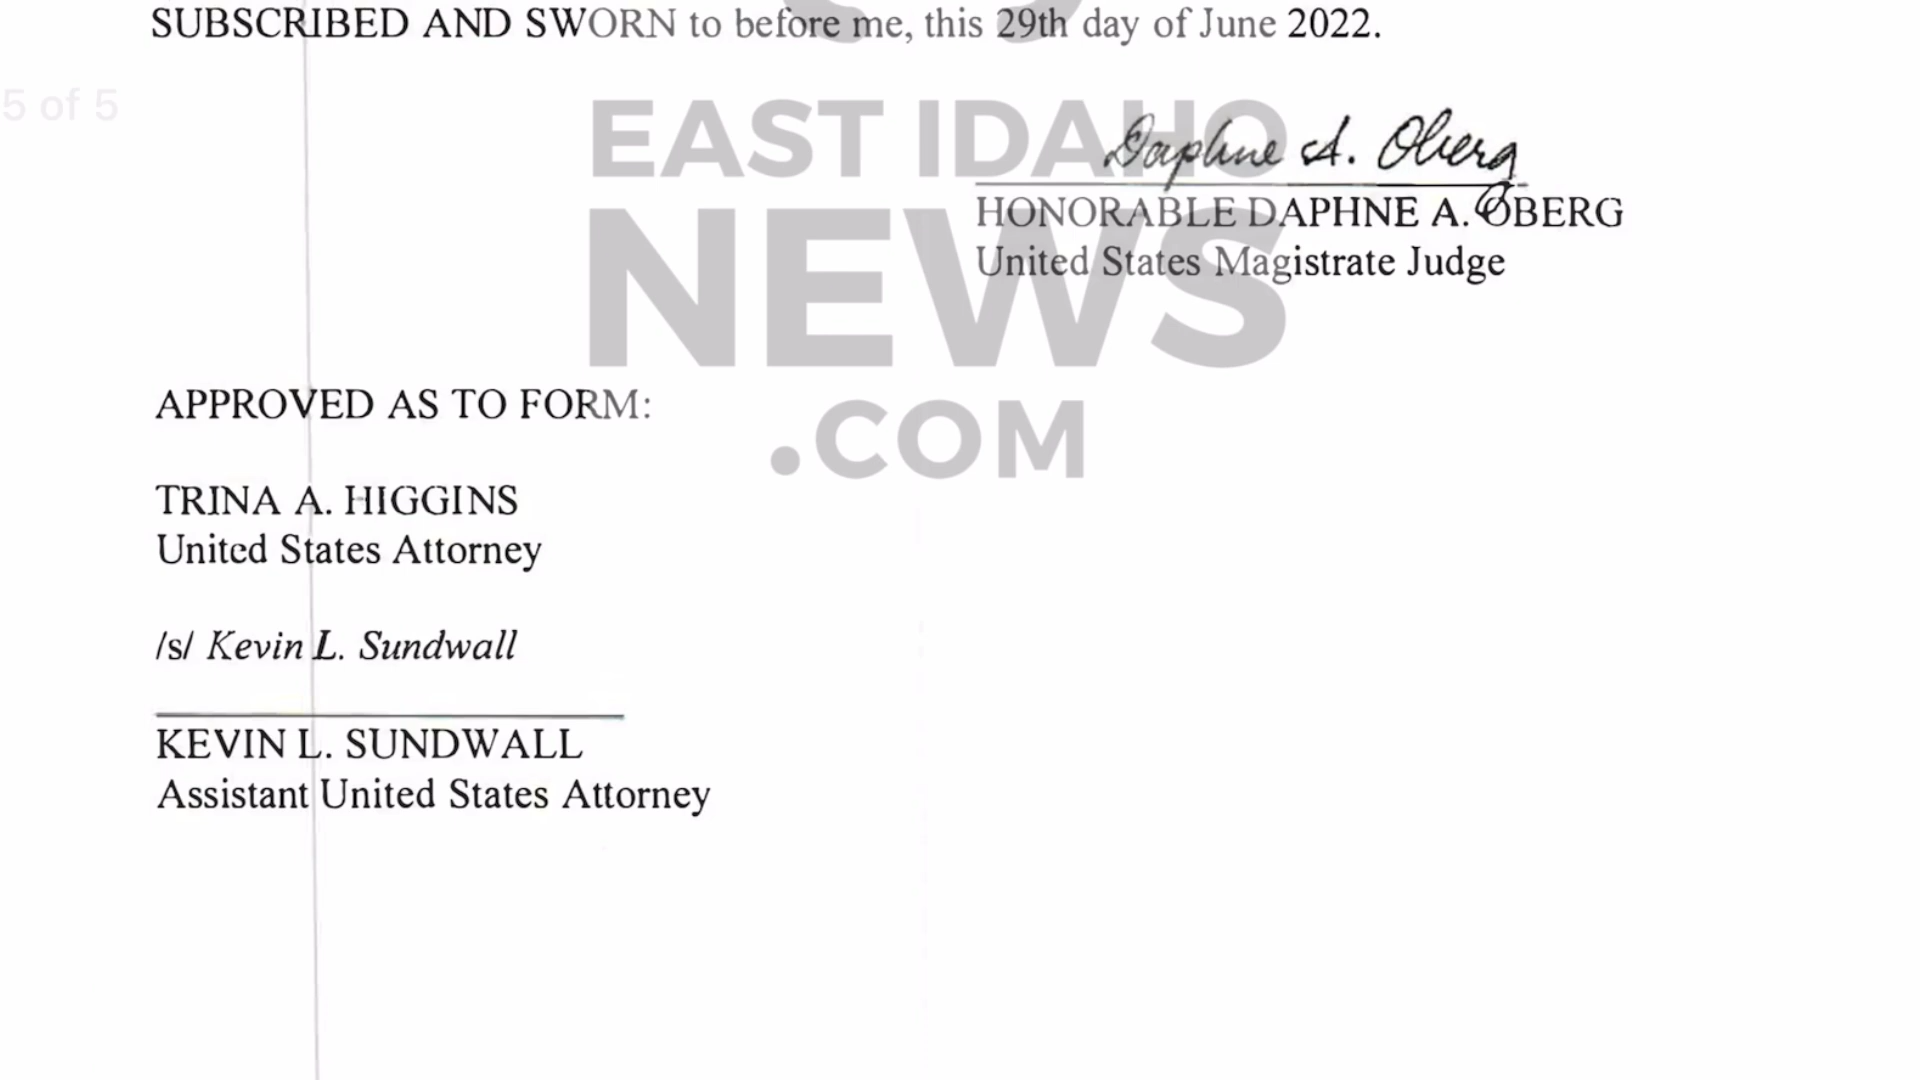 SUBSCRIBED AND SWORN to before me, this 29th day of June 2022.
5 of 5
EAST IDAHO
NEWS
.COM
Daphne A. Oberg
HONORABLE DAPHNE A. OBERG
United States Magistrate Judge
APPROVED AS TO FORM:
TRINA A. HIGGINS
United States Attorney
/s/ Kevin L. Sundwall
KEVIN L. SUNDWALL
Assistant United States Attorney